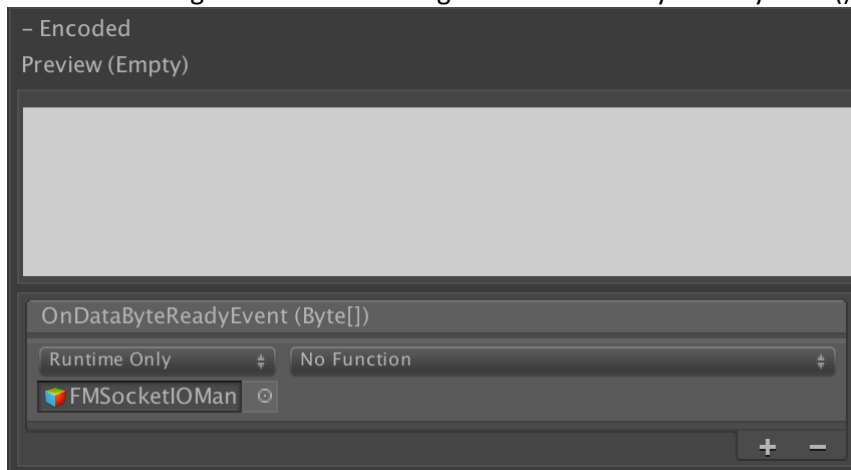 – Encoded
Preview (Empty)
OnDataByteReadyEvent (Byte[])
Runtime Only No Function
FMSocketIOMan
+ –